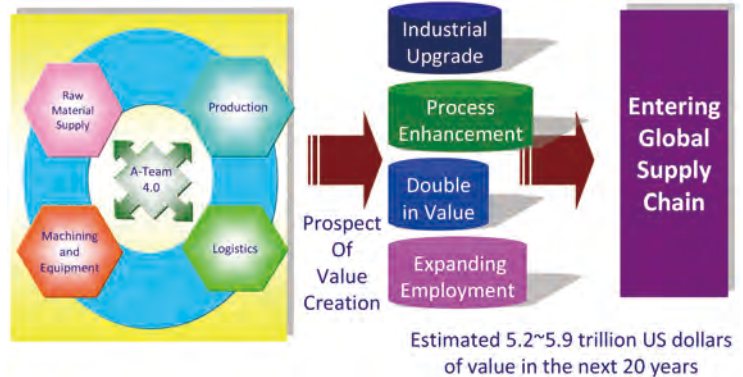 Raw
Material
Supply
Production
A-Team
4.0
Machining
and
Equipment
Logistics
Prospect
Of
Value
Creation
Industrial
Upgrade
Process
Enhancement
Double
in Value
Expanding
Employment
Entering
Global
Supply
Chain
Estimated 5.2~5.9 trillion US dollars
of value in the next 20 years